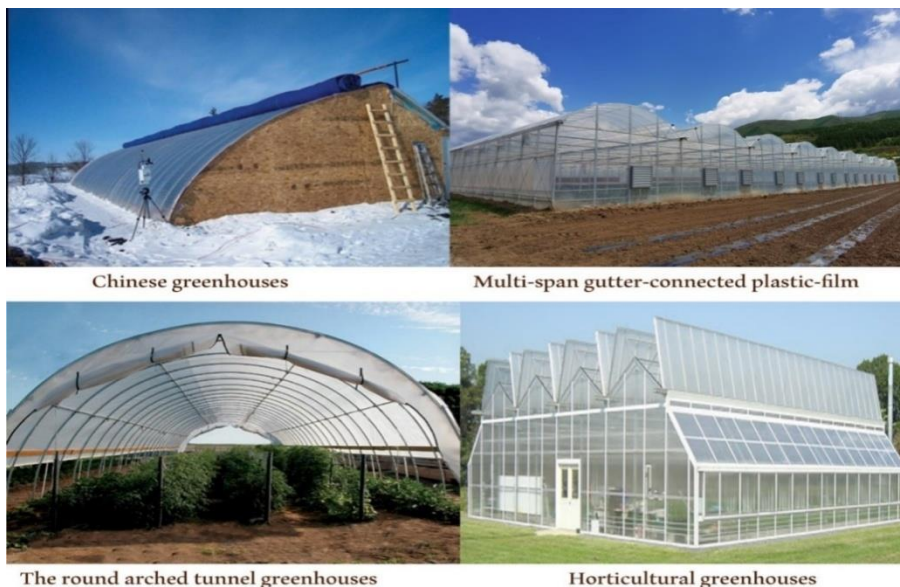 Chinese greenhouses
Multi-span gutter-connected plastic-film
The round arched tunnel greenhouses
Horticultural greenhouses